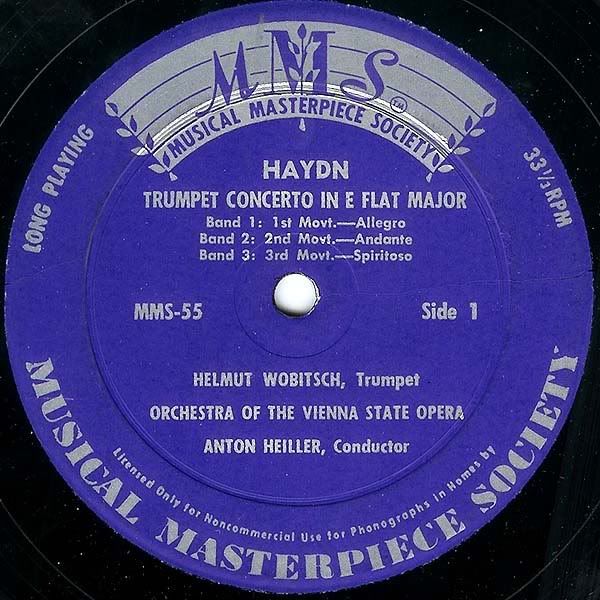 MMS TM
MUSICAL MASTERPIECE SOCIETY
LONG PLAYING
33⅓ RPM
HAYDN
TRUMPET CONCERTO IN E FLAT MAJOR
Band 1: 1st Movt.—Allegro
Band 2: 2nd Movt.—Andante
Band 3: 3rd Movt.—Spiritoso
MMS-55
Side 1
HELMUT WOBITSCH, Trumpet
ORCHESTRA OF THE VIENNA STATE OPERA
ANTON HEILLER, Conductor
Licensed Only for Noncommercial Use for Phonographs in Homes by
MUSICAL MASTERPIECE SOCIETY